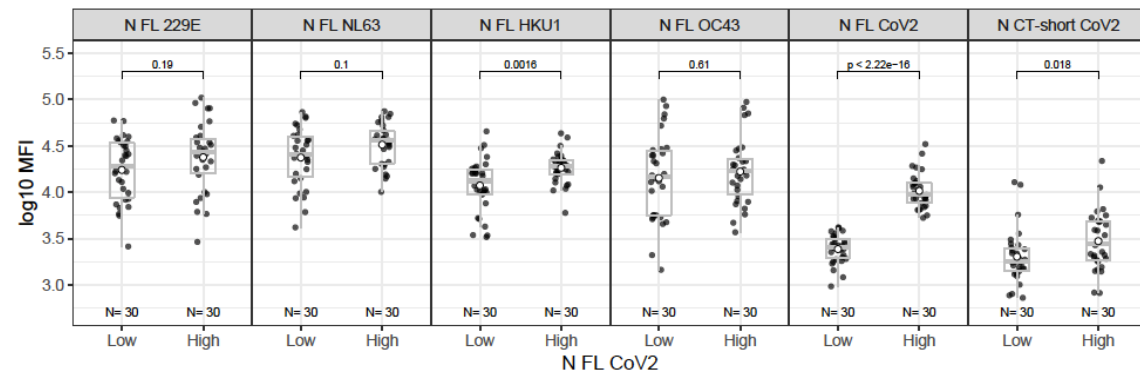 N FL 229E N FL NL63 N FL HKU1 N FL OC43 N FL CoV2 N CT-short CoV2
5.5
0.19 0.1 0.0016 0.61 p < 2.22e-16 0.018
5.0
4.5
4.0
3.5
3.0
log10 MFI
N= 30 N= 30 N= 30 N= 30 N= 30 N= 30 N= 30 N= 30 N= 30 N= 30 N= 30 N= 30
Low High Low High Low High Low High Low High Low High
N FL CoV2